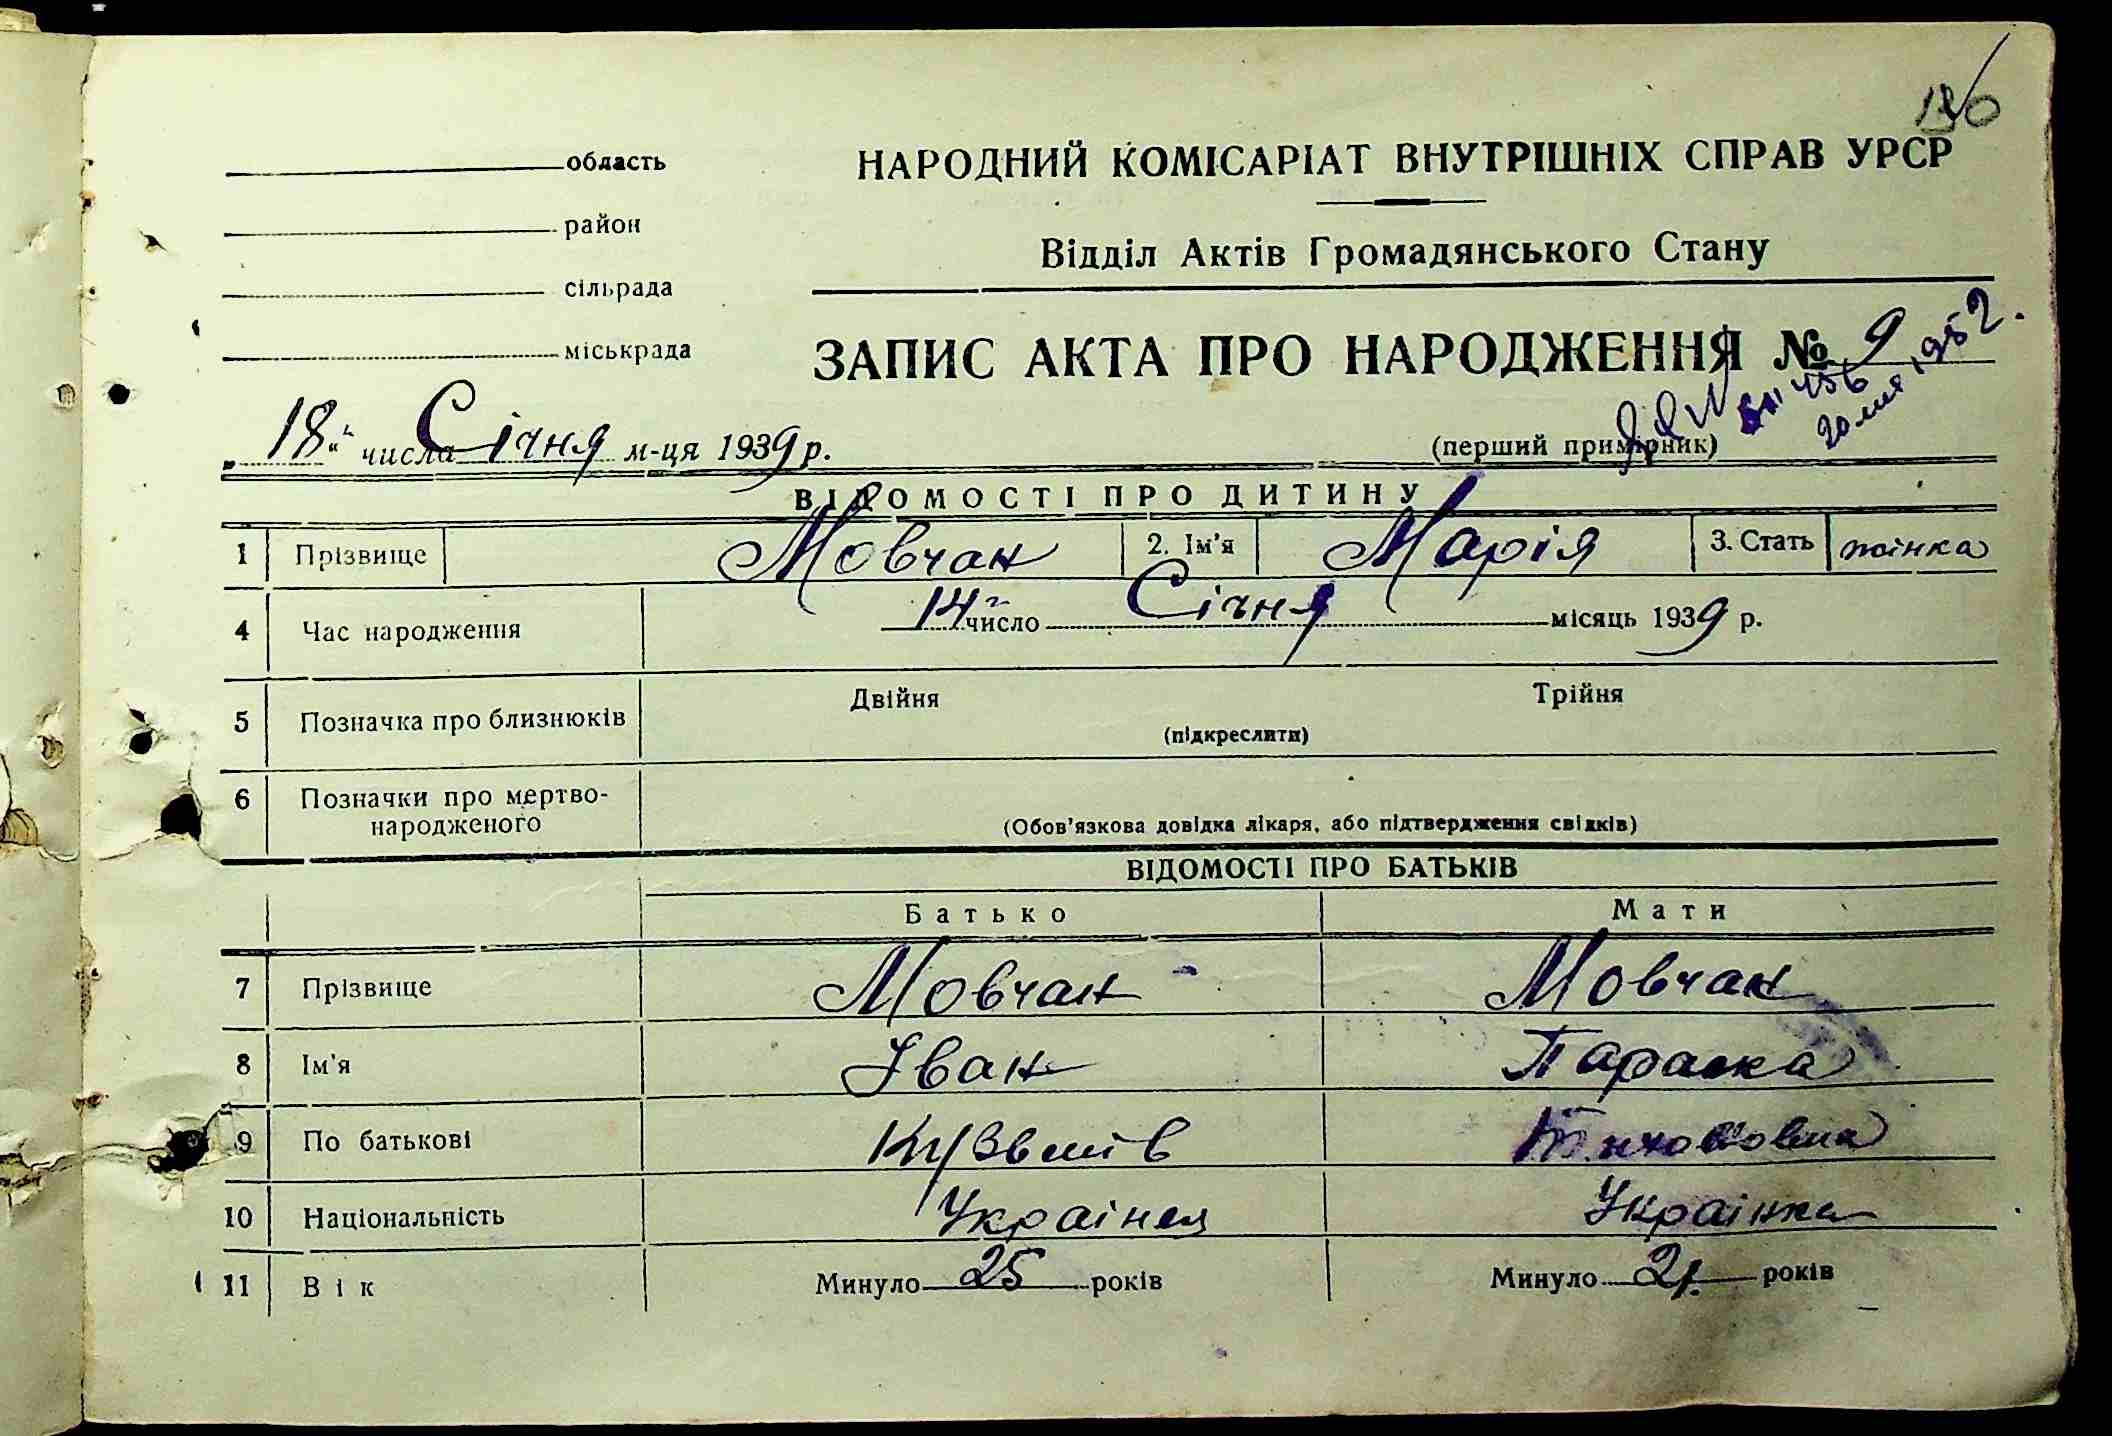 область
район
сільрада
міськрада
НАРОДНИЙ КОМІСАРІАТ ВНУТРІШНІХ СПРАВ УРСР
Відділ Актів Громадянського Стану
ЗАПИС АКТА ПРО НАРОДЖЕННЯ № 9
1952.
„18“ числа Січня м-ця 1939 р.
(перший примірник)
ВІДОМОСТІ ПРО ДИТИНУ
1 Прізвище Мовчан 2. Ім'я Марія 3. Стать жінка
4 Час народження 14 число Січня місяць 1939 р.
5 Позначка про близнюків Двійня Трійня
(підкреслити)
6 Позначки про мертво-
народженого
(Обов'язкова довідка лікаря, або підтвердження свідків)
ВІДОМОСТІ ПРО БАТЬКІВ
Батько Мати
7 Прізвище Мовчан Мовчан
8 Ім'я Іван Параска
9 По батькові Кузьмів
10 Національність Українец Українка
11 Вік Минуло 25 років Минуло 21. років